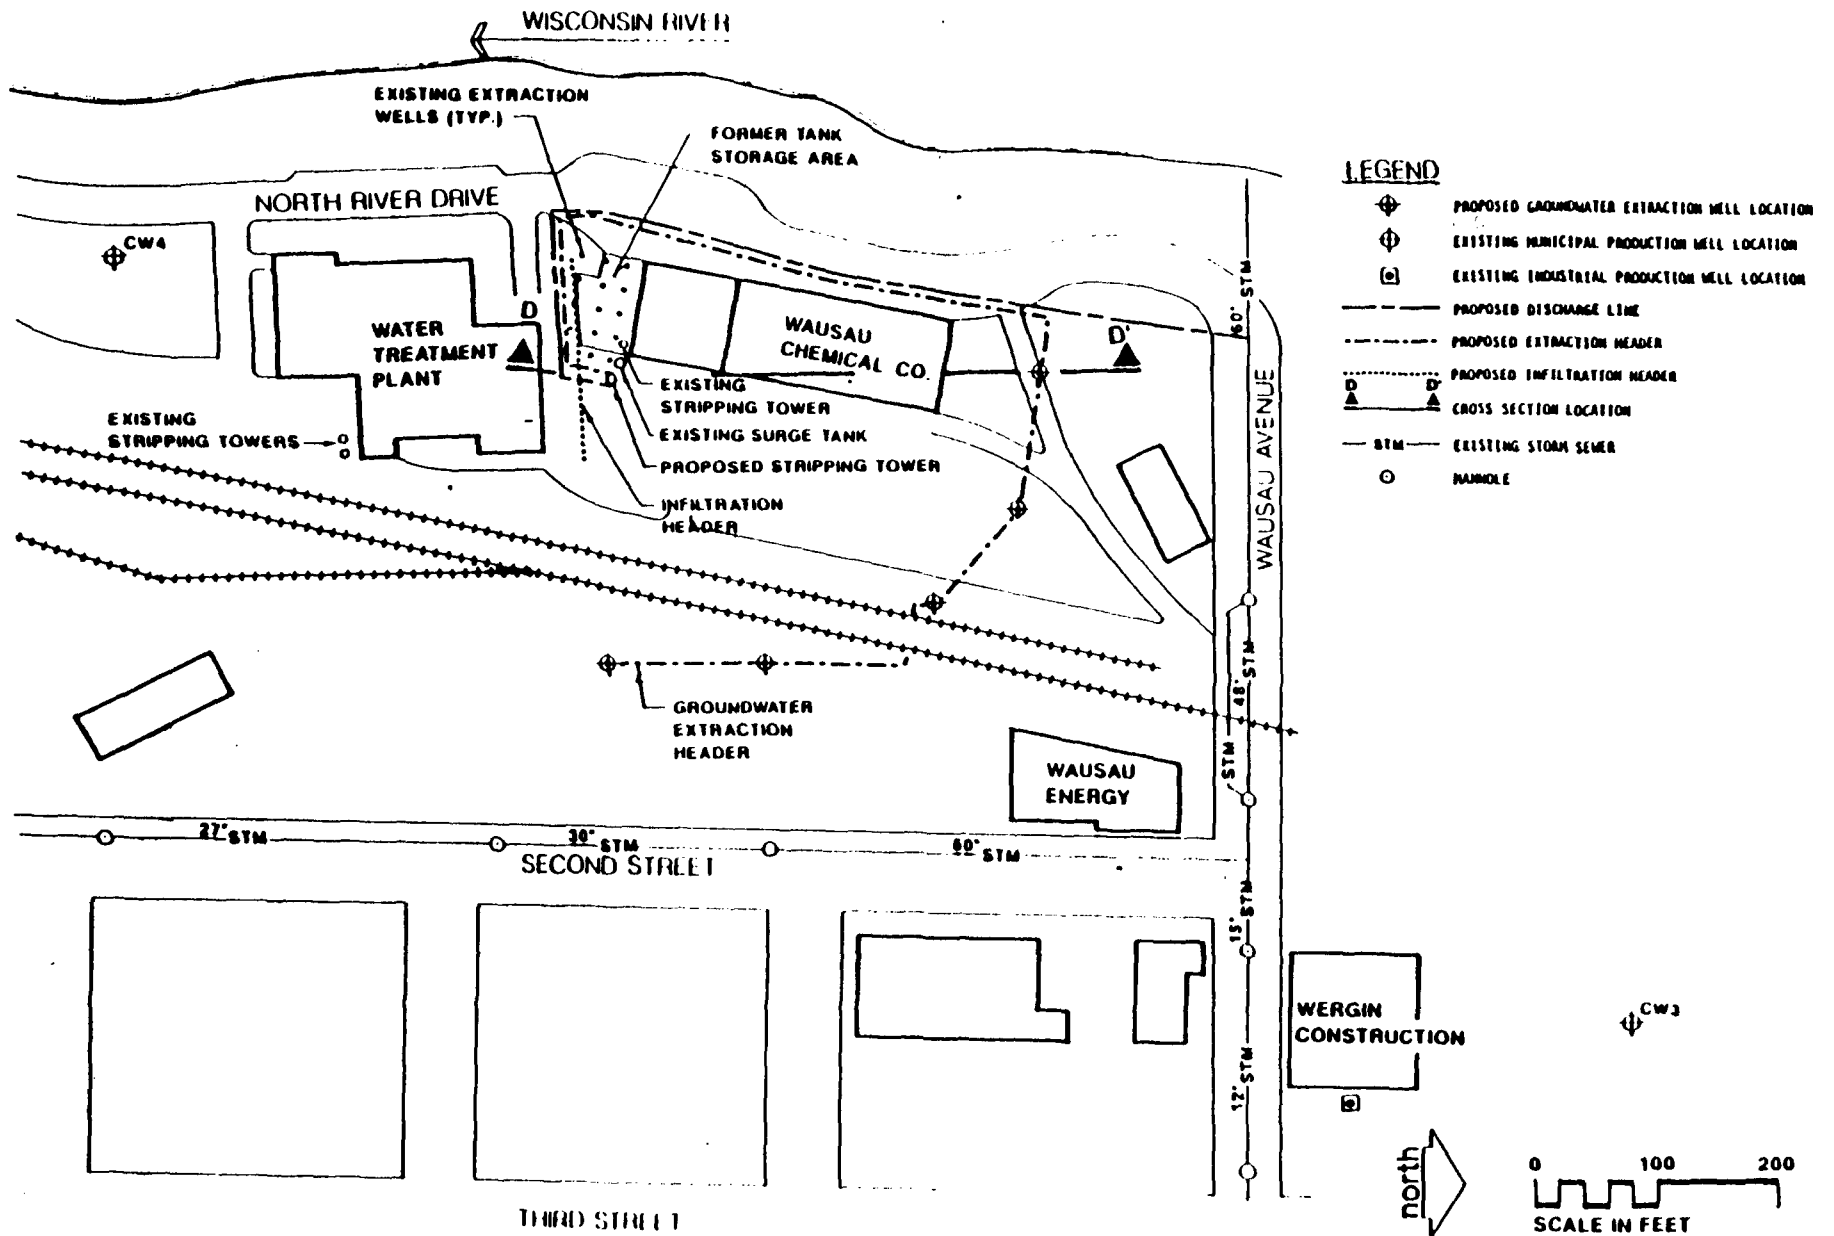 WISCONSIN RIVER
EXISTING EXTRACTION
WELLS (TYP.)
FORMER TANK
STORAGE AREA
NORTH RIVER DRIVE
CW4
WATER
TREATMENT
PLANT
D
WAUSAU
CHEMICAL CO.
D'
60" STM
EXISTING
STRIPPING TOWER
EXISTING SURGE TANK
PROPOSED STRIPPING TOWER
INFILTRATION
HEADER
EXISTING
STRIPPING TOWERS
WAUSAU AVENUE
GROUNDWATER
EXTRACTION
HEADER
48" STM
STM
WAUSAU
ENERGY
27" STM
30" STM
60" STM
SECOND STREET
15" STM
12" STM
WERGIN
CONSTRUCTION
CW3
THIRD STREET
LEGEND
PROPOSED GROUNDWATER EXTRACTION WELL LOCATION
EXISTING MUNICIPAL PRODUCTION WELL LOCATION
EXISTING INDUSTRIAL PRODUCTION WELL LOCATION
PROPOSED DISCHARGE LINE
PROPOSED EXTRACTION HEADER
PROPOSED INFILTRATION HEADER
D D'
CROSS SECTION LOCATION
STM EXISTING STORM SEWER
MANHOLE
north
0 100 200
SCALE IN FEET